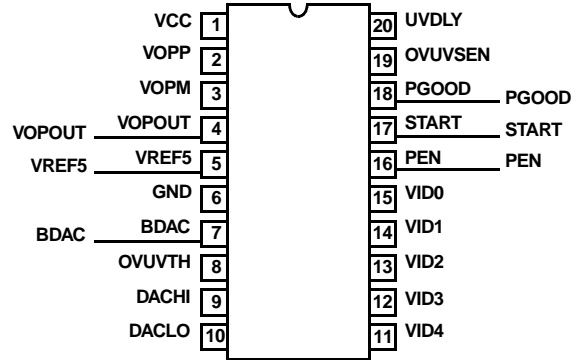 VCC 1 20 UVDLY
VOPP 2 19 OVUVSEN
VOPM 3 18 PGOOD PGOOD
VOPOUT VOPOUT 4 17 START START
VREF5 VREF5 5 16 PEN PEN
GND 6 15 VID0
BDAC BDAC 7 14 VID1
OVUVTH 8 13 VID2
DACHI 9 12 VID3
DACLO 10 11 VID4